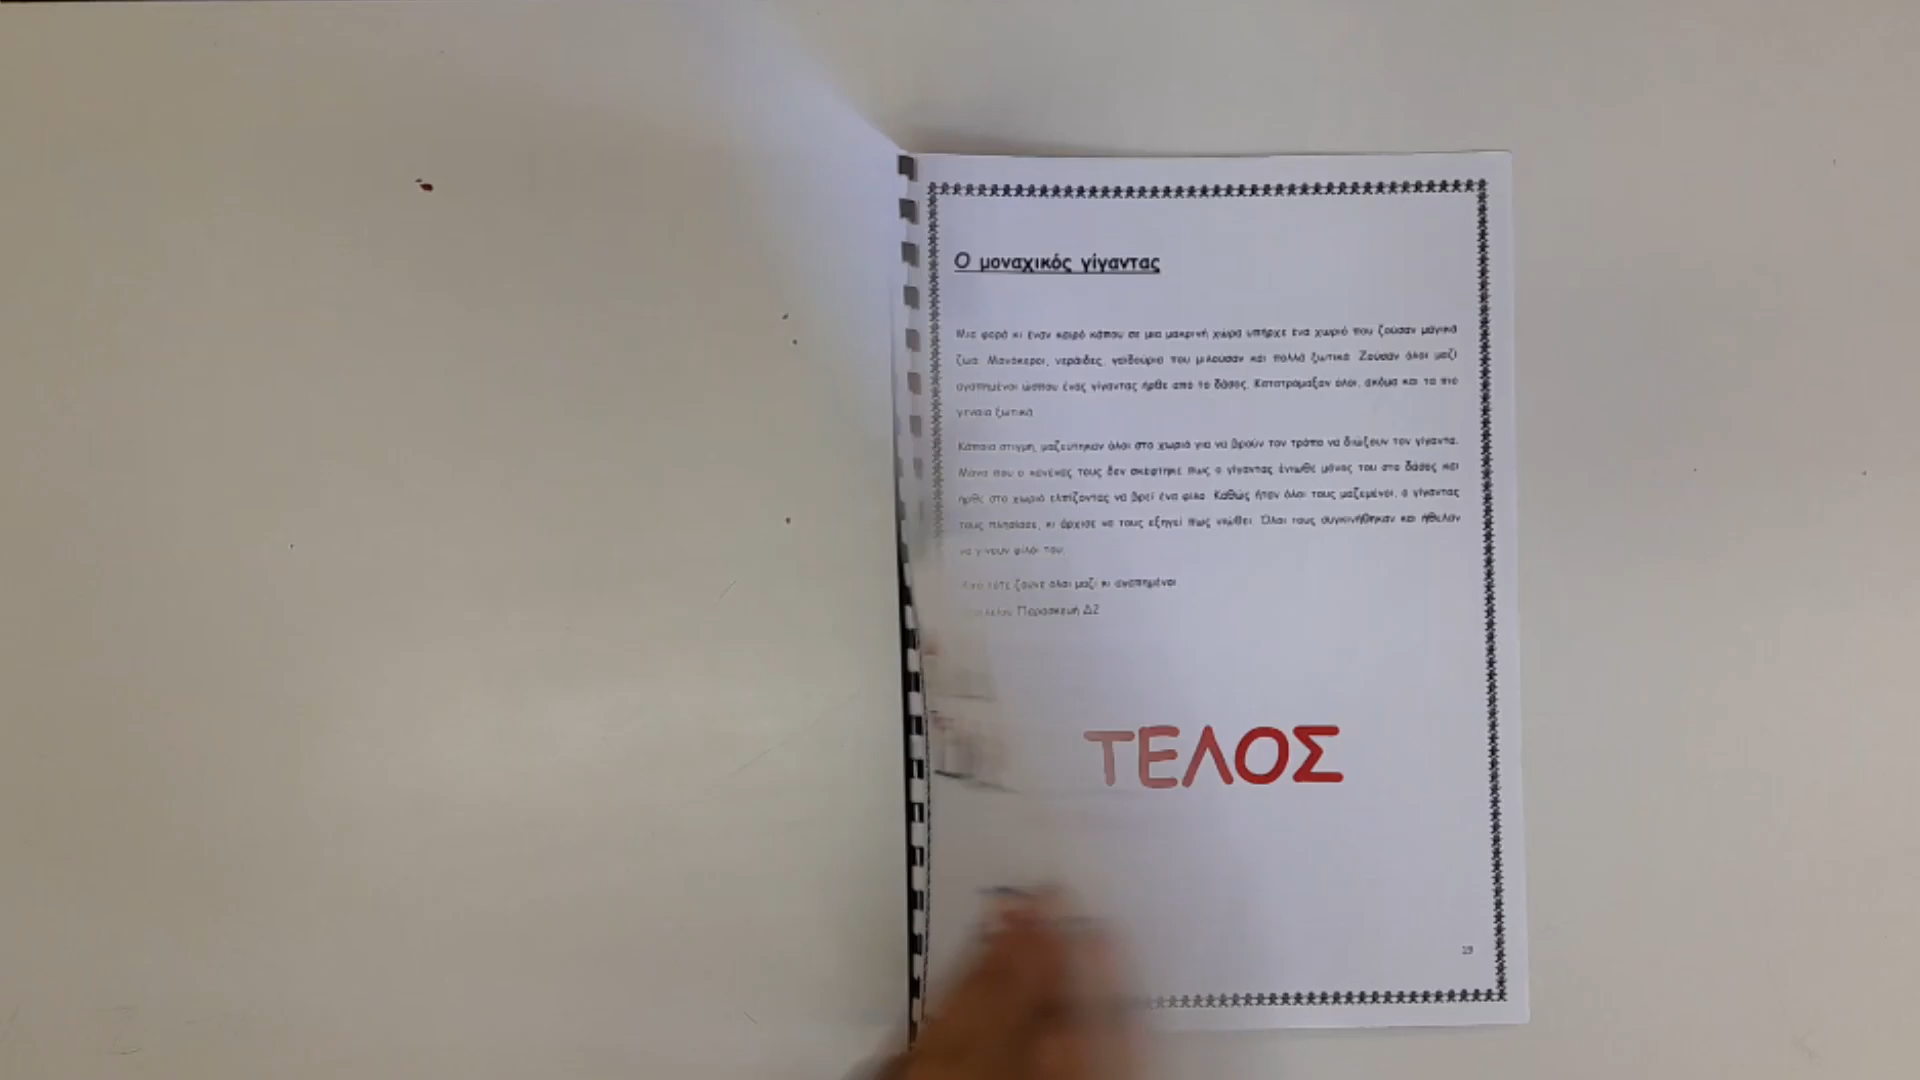 Ο μοναχικός γίγαντας
Μια φορά κι έναν καιρό κάπου σε μια μακρινή χώρα υπήρχε ένα χωριό που ζούσαν μαγικά
ζώα. Μονόκεροι, νεράιδες, γαϊδούρια που μιλούσαν και πολλά ξωτικά. Ζούσαν όλοι μαζί
αγαπημένοι ώσπου ένας γίγαντας ήρθε από το δάσος. Κατατρόμαξαν όλοι, ακόμα και τα πιο
γενναία ξωτικά.
Κάποια στιγμή, μαζεύτηκαν όλοι στο χωριό για να βρούν τον τρόπο να διώξουν τον γίγαντα.
Μόνο που ο κανένας τους δεν σκέφτηκε πως ο γίγαντας ένιωθε μόνος του στο δάσος και
ήρθε στο χωριό ελπίζοντας να βρεί ένα φίλο. Καθώς ήταν όλοι τους μαζεμένοι, ο γίγαντας
τους πλησίασε, κι άρχισε να τους εξηγεί πως νιώθει. Όλοι τους συγκινήθηκαν και ήθελαν
να γίνουν φίλοι του.
τότε ζούνε όλοι μαζί κι αγαπημένοι
Παρασκευή Δ2
ΤΕΛΟΣ